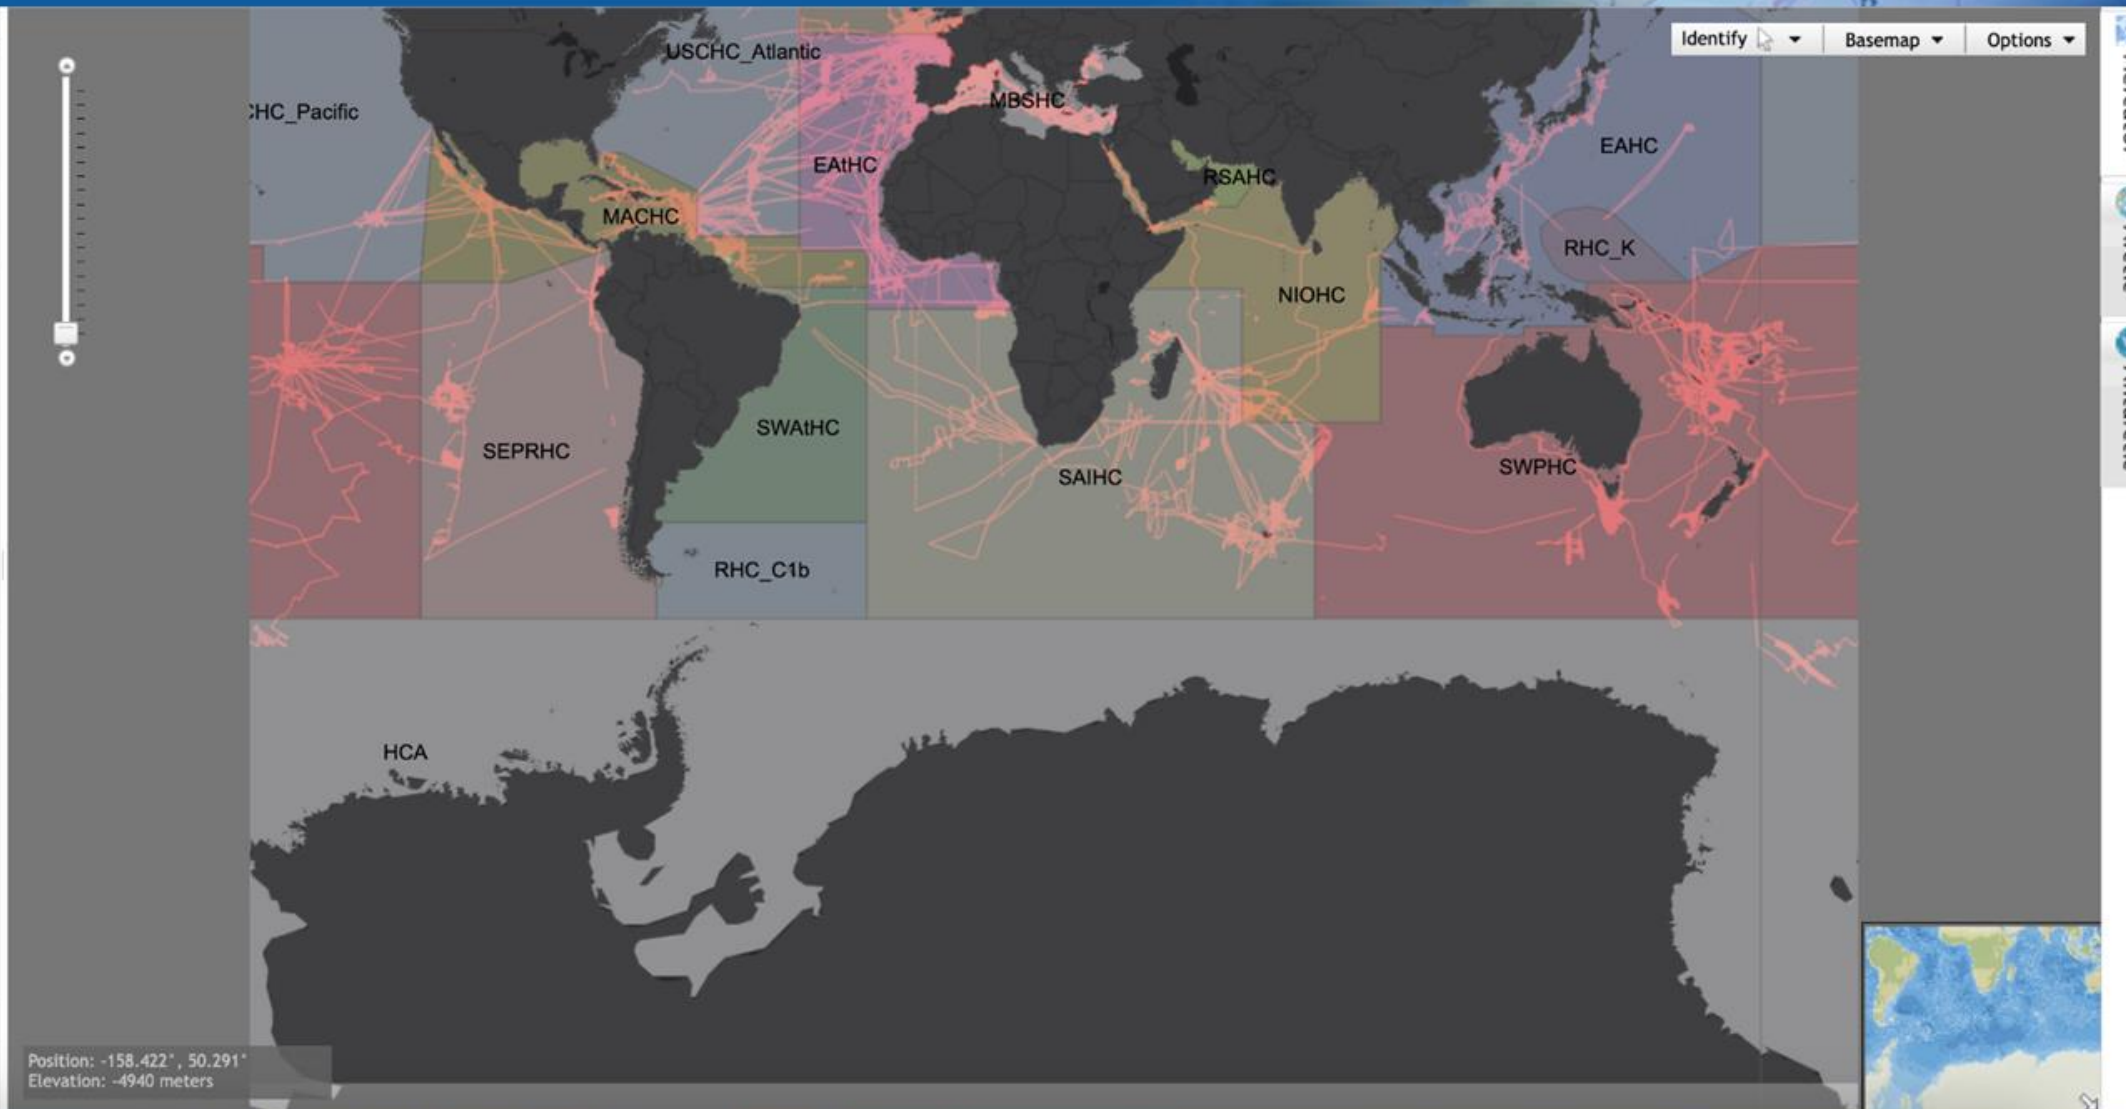 Identify
Basemap
Options
USCHC_Atlantic
CHC_Pacific
MBSHC
EAHC
EAtHC
RSAHC
MACHC
RHC_K
NIOHC
SWAtHC
SEPRHC
SAIHC
SWPHC
RHC_C1b
HCA
Position: -158.422°, 50.291°
Elevation: -4940 meters